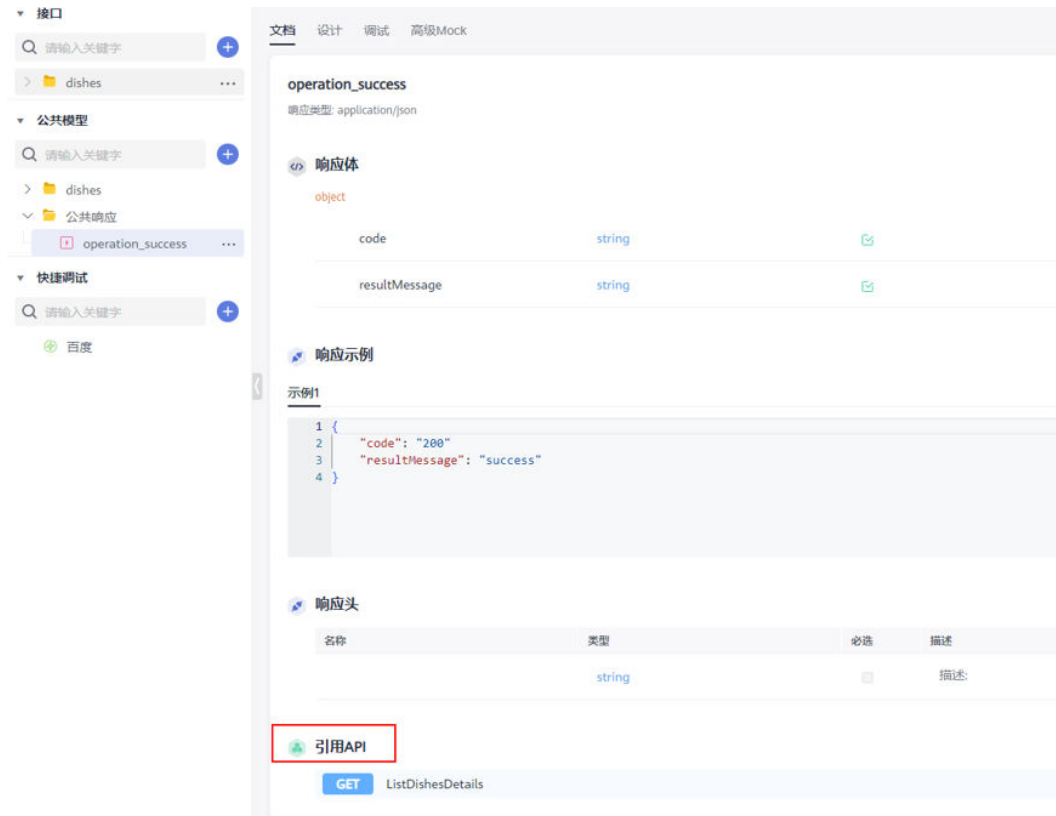 接口
请输入关键字
dishes
公共模型
请输入关键字
dishes
公共响应
operation_success
快捷调试
请输入关键字
百度
文档 设计 调试 高级Mock
operation_success
响应类型: application/json
响应体
object
code string
resultMessage string
响应示例
示例1
1 {
2 "code": "200"
3 "resultMessage": "success"
4 }
响应头
名称 类型 必选 描述
string 描述:
引用API
GET ListDishesDetails